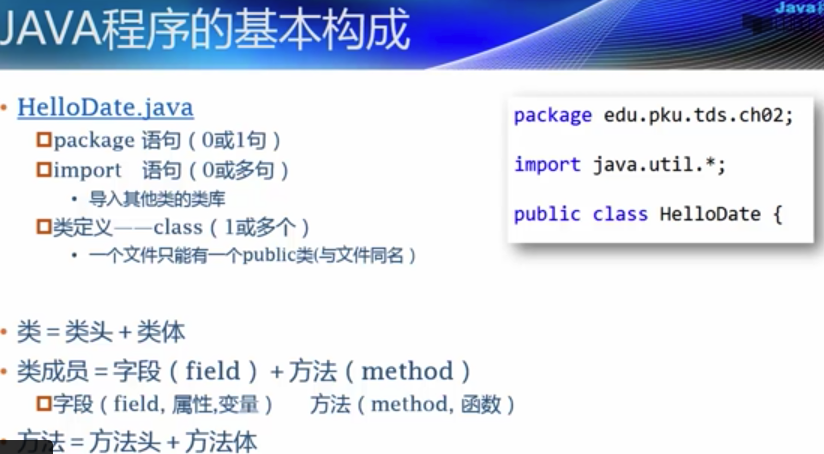 Java
JAVA程序的基本构成
• HelloDate.java
package 语句（0或1句）
import 语句（0或多句）
• 导入其他类的类库
类定义——class（1或多个）
• 一个文件只能有一个public类(与文件同名）
package edu.pku.tds.ch02;
import java.util.*;
public class HelloDate {
• 类 = 类头 + 类体
• 类成员 = 字段（field）+ 方法（method）
字段（field, 属性,变量） 方法（method, 函数）
• 方法 = 方法头 + 方法体